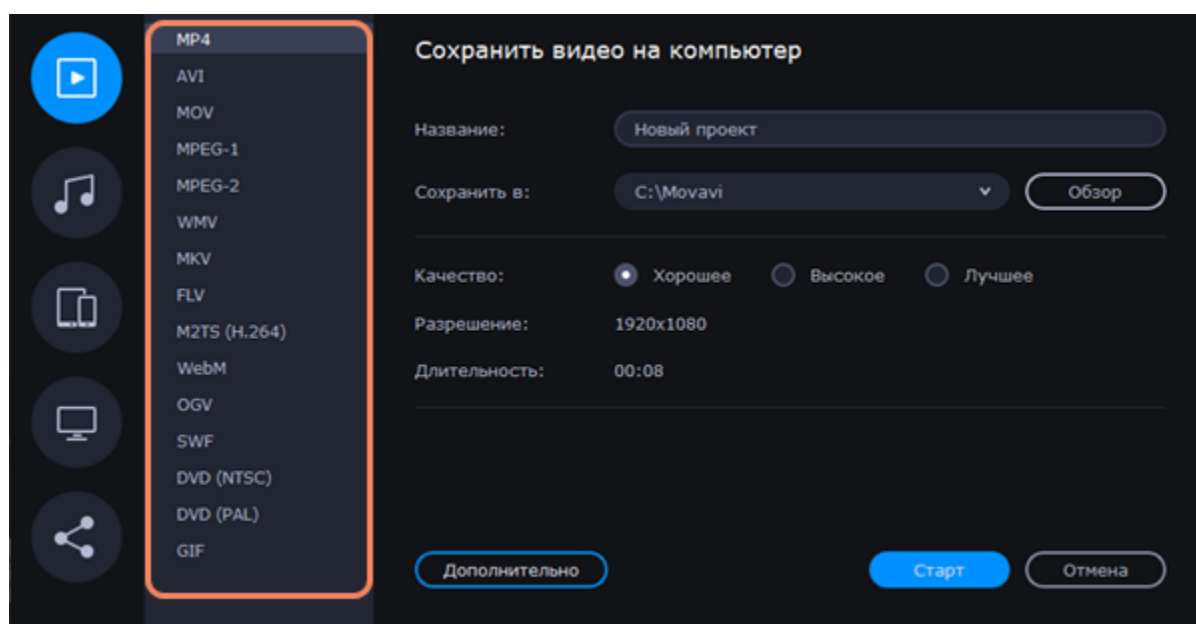 MP4
AVI
MOV
MPEG-1
MPEG-2
WMV
MKV
FLV
M2TS (H.264)
WebM
OGV
SWF
DVD (NTSC)
DVD (PAL)
GIF
Сохранить видео на компьютер
Название: Новый проект
Сохранить в: C:\Movavi Обзор
Качество: Хорошее Высокое Лучшее
Разрешение: 1920x1080
Длительность: 00:08
Дополнительно Старт Отмена